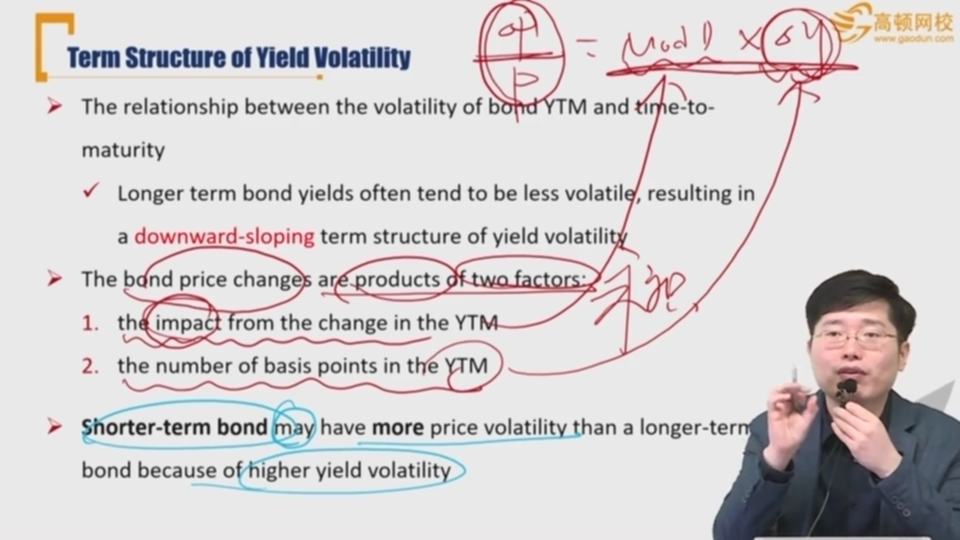 Term Structure of Yield Volatility
ΔP/P = ModD × Δy
高顿网校
www.gaodun.com
➤ The relationship between the volatility of bond YTM and time-to-
maturity
✓ Longer term bond yields often tend to be less volatile, resulting in
a downward-sloping term structure of yield volatility
➤ The bond price changes are products of two factors:
1. the impact from the change in the YTM
2. the number of basis points in the YTM
乘积
➤ Shorter-term bond may have more price volatility than a longer-term
bond because of higher yield volatility